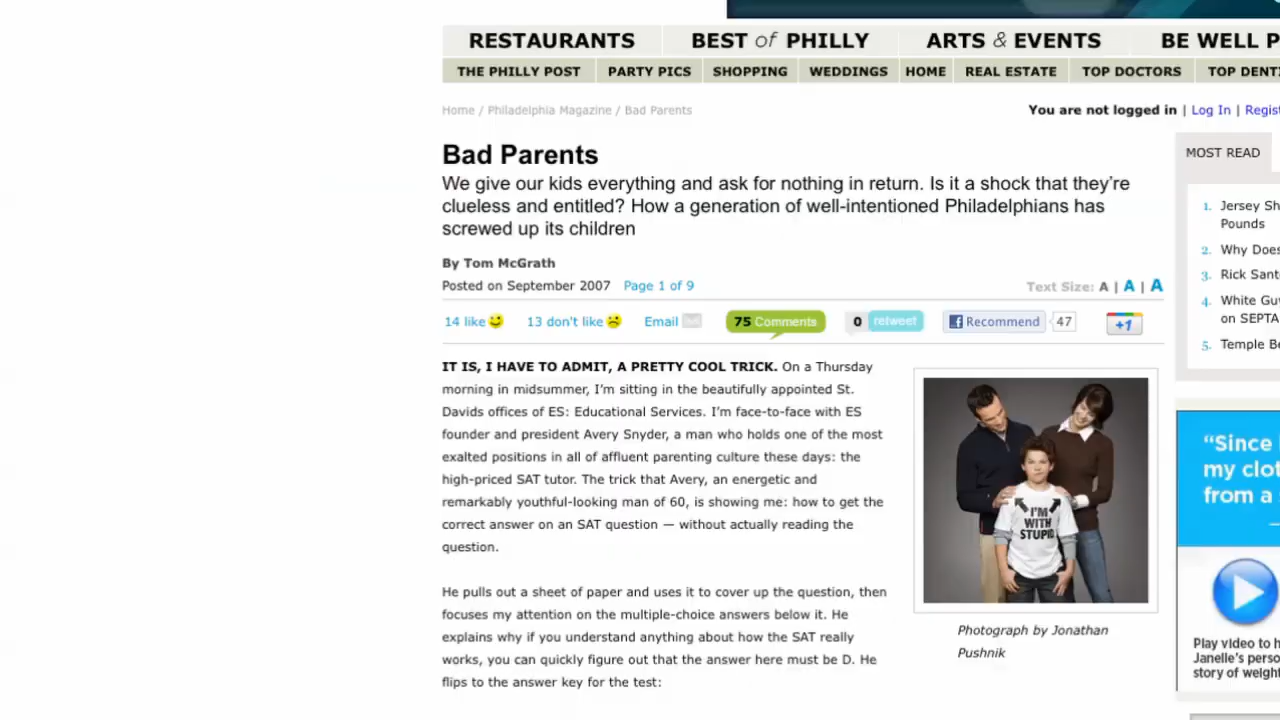 RESTAURANTS
BEST of PHILLY
ARTS & EVENTS
BE WELL P
THE PHILLY POST
PARTY PICS
SHOPPING
WEDDINGS
HOME
REAL ESTATE
TOP DOCTORS
TOP DENTI
Home / Philadelphia Magazine / Bad Parents
You are not logged in | Log In | Regist
Bad Parents
We give our kids everything and ask for nothing in return. Is it a shock that they’re
clueless and entitled? How a generation of well-intentioned Philadelphians has
screwed up its children
By Tom McGrath
Posted on September 2007 Page 1 of 9
Text Size: A | A | A
14 like
13 don't like
Email
75 Comments
0 retweet
Recommend
47
+1
IT IS, I HAVE TO ADMIT, A PRETTY COOL TRICK. On a Thursday
morning in midsummer, I’m sitting in the beautifully appointed St.
Davids offices of ES: Educational Services. I’m face-to-face with ES
founder and president Avery Snyder, a man who holds one of the most
exalted positions in all of affluent parenting culture these days: the
high-priced SAT tutor. The trick that Avery, an energetic and
remarkably youthful-looking man of 60, is showing me: how to get the
correct answer on an SAT question — without actually reading the
question.
He pulls out a sheet of paper and uses it to cover up the question, then
focuses my attention on the multiple-choice answers below it. He
explains why if you understand anything about how the SAT really
works, you can quickly figure out that the answer here must be D. He
flips to the answer key for the test:
I'M
WITH
STUPID
Photograph by Jonathan
Pushnik
MOST READ
1. Jersey Sh
Pounds
2. Why Does
3. Rick Sant
4. White Gu
on SEPTA
5. Temple Be
“Since
my clot
from a
Play video to h
Janelle's perso
story of weight